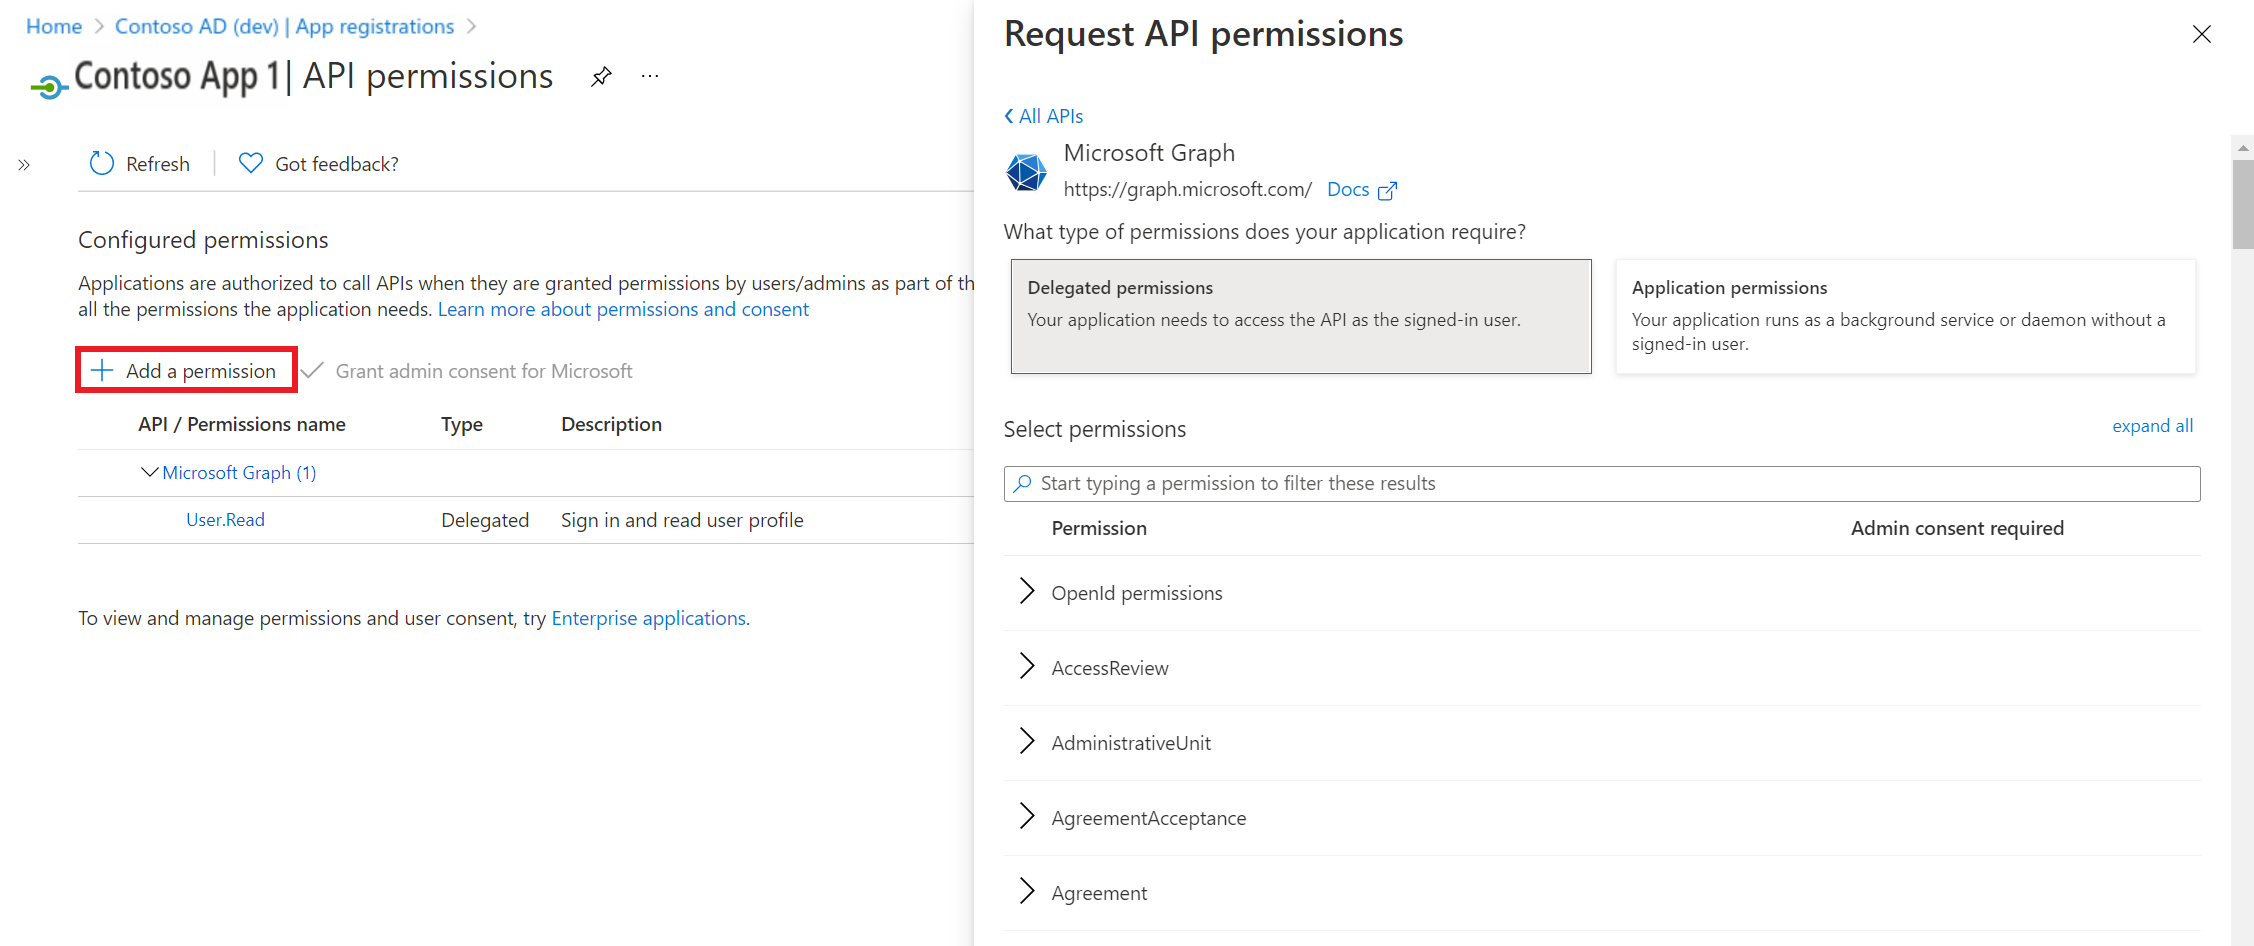 Home > Contoso AD (dev) | App registrations >
Contoso App 1 | API permissions ...
Refresh | Got feedback?
Configured permissions
Applications are authorized to call APIs when they are granted permissions by users/admins as part of th
all the permissions the application needs. Learn more about permissions and consent
Add a permission Grant admin consent for Microsoft
API / Permissions name Type Description
Microsoft Graph (1)
User.Read Delegated Sign in and read user profile
To view and manage permissions and user consent, try Enterprise applications.
Request API permissions
All APIs
Microsoft Graph
https://graph.microsoft.com/ Docs
What type of permissions does your application require?
Delegated permissions
Your application needs to access the API as the signed-in user.
Application permissions
Your application runs as a background service or daemon without a
signed-in user.
Select permissions
expand all
Start typing a permission to filter these results
Permission Admin consent required
OpenId permissions
AccessReview
AdministrativeUnit
AgreementAcceptance
Agreement